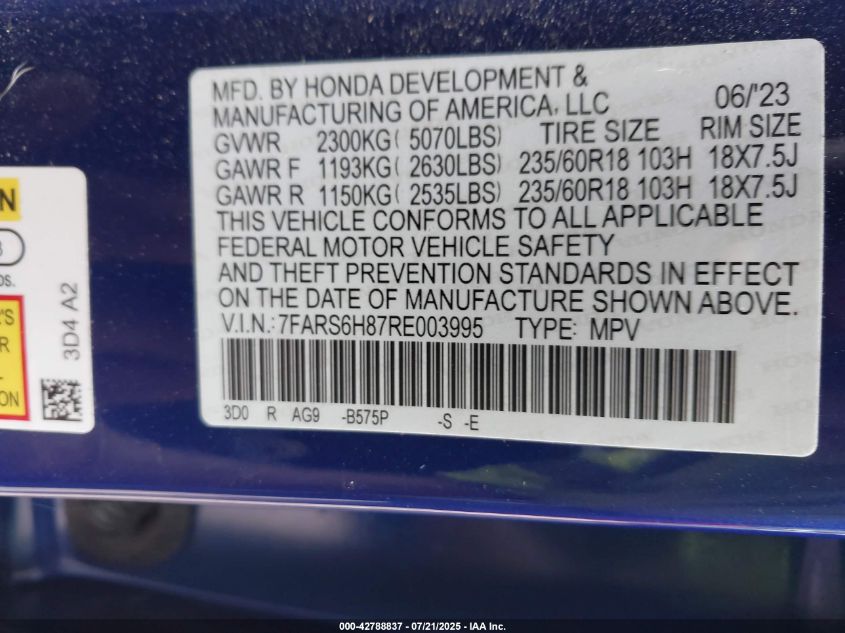 MFD. BY HONDA DEVELOPMENT &
MANUFACTURING OF AMERICA, LLC 06/'23
GVWR 2300KG( 5070LBS) TIRE SIZE RIM SIZE
GAWR F 1193KG( 2630LBS) 235/60R18 103H 18X7.5J
GAWR R 1150KG( 2535LBS) 235/60R18 103H 18X7.5J
THIS VEHICLE CONFORMS TO ALL APPLICABLE
FEDERAL MOTOR VEHICLE SAFETY
AND THEFT PREVENTION STANDARDS IN EFFECT
ON THE DATE OF MANUFACTURE SHOWN ABOVE.
V.I.N.: 7FARS6H87RE003995 TYPE: MPV
3D0 R AG9 -B575P -S -E
3D4 A2
000-42788837 - 07/21/2025 - IAA Inc.